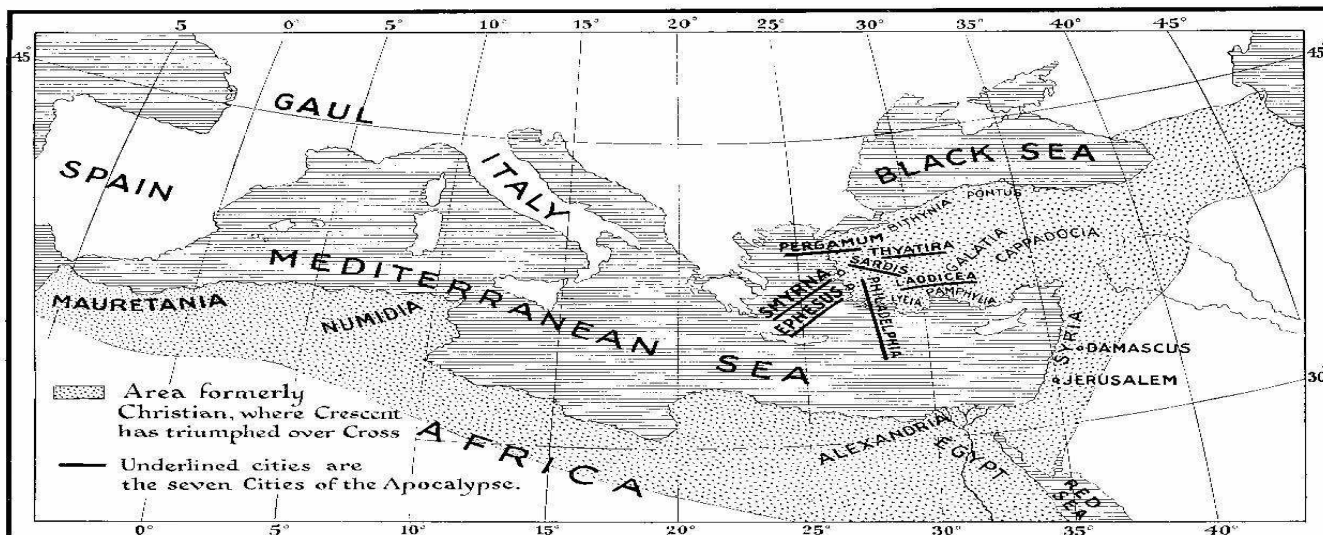 5 0° 5° 10° 15° 20° 25° 30° 35° 40° 45°
45° 45°
GAUL
SPAIN
ITALY
BLACK SEA
PONTUS
BITHYNIA
PERGAMUM
THYATIRA
GALATIA
CAPPADOCIA
SARDIS
LAODICEA
MEDITERRANEAN SEA
SMYRNA
EPHESUS
PHILADELPHIA
LYCIA
PAMPHYLIA
MAURETANIA
NUMIDIA
SYRIA
DAMASCUS
JERUSALEM
30
Area formerly
Christian, where Crescent
has triumphed over Cross
AFRICA
ALEXANDRIA
EGYPT
RED
SEA
Underlined cities are
the seven Cities of the Apocalypse.
0° 5° 10° 15° 20° 25° 30° 35° 40°